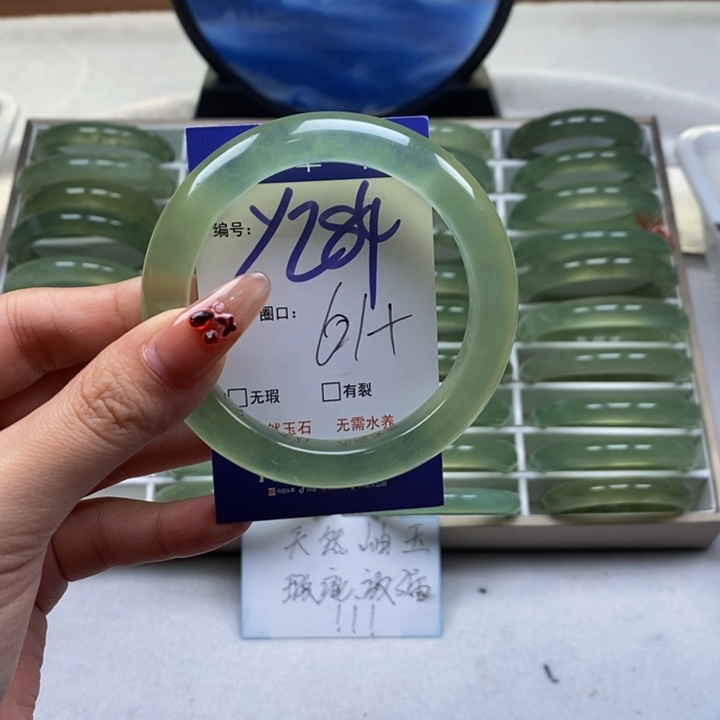 编号: Y284
圈口: 61+
□无瑕 □有裂
然玉石 无需水养
天然岫玉
瑕疵放漏
!!!